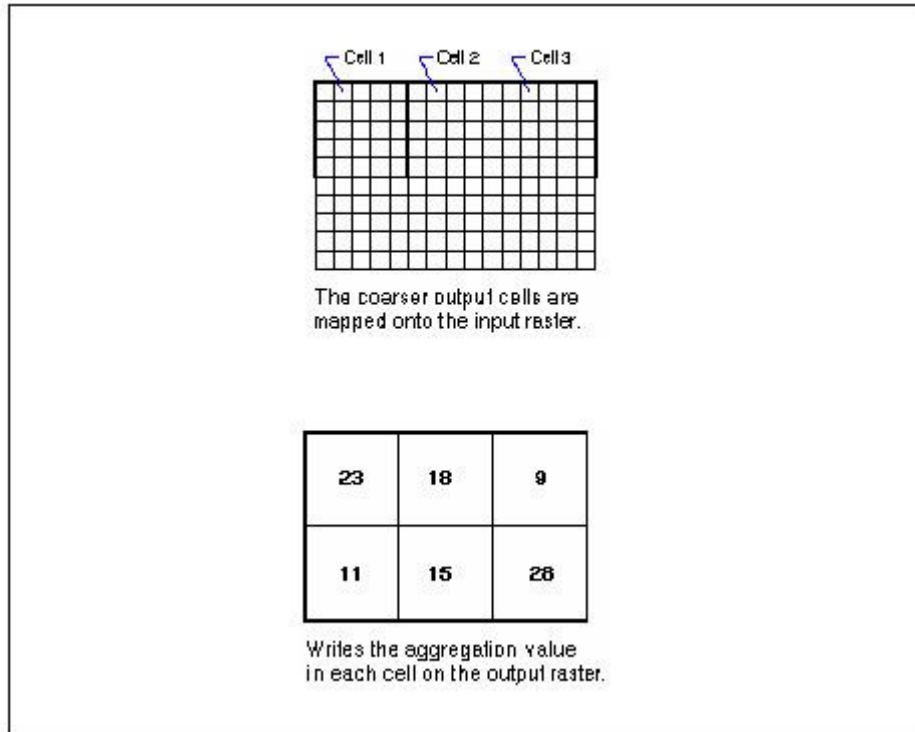 Cell 1 Cell 2 Cell 3
The coarser output cells are
mapped onto the input raster.
23 18 9
11 15 28
Writes the aggregation value
in each cell on the output raster.